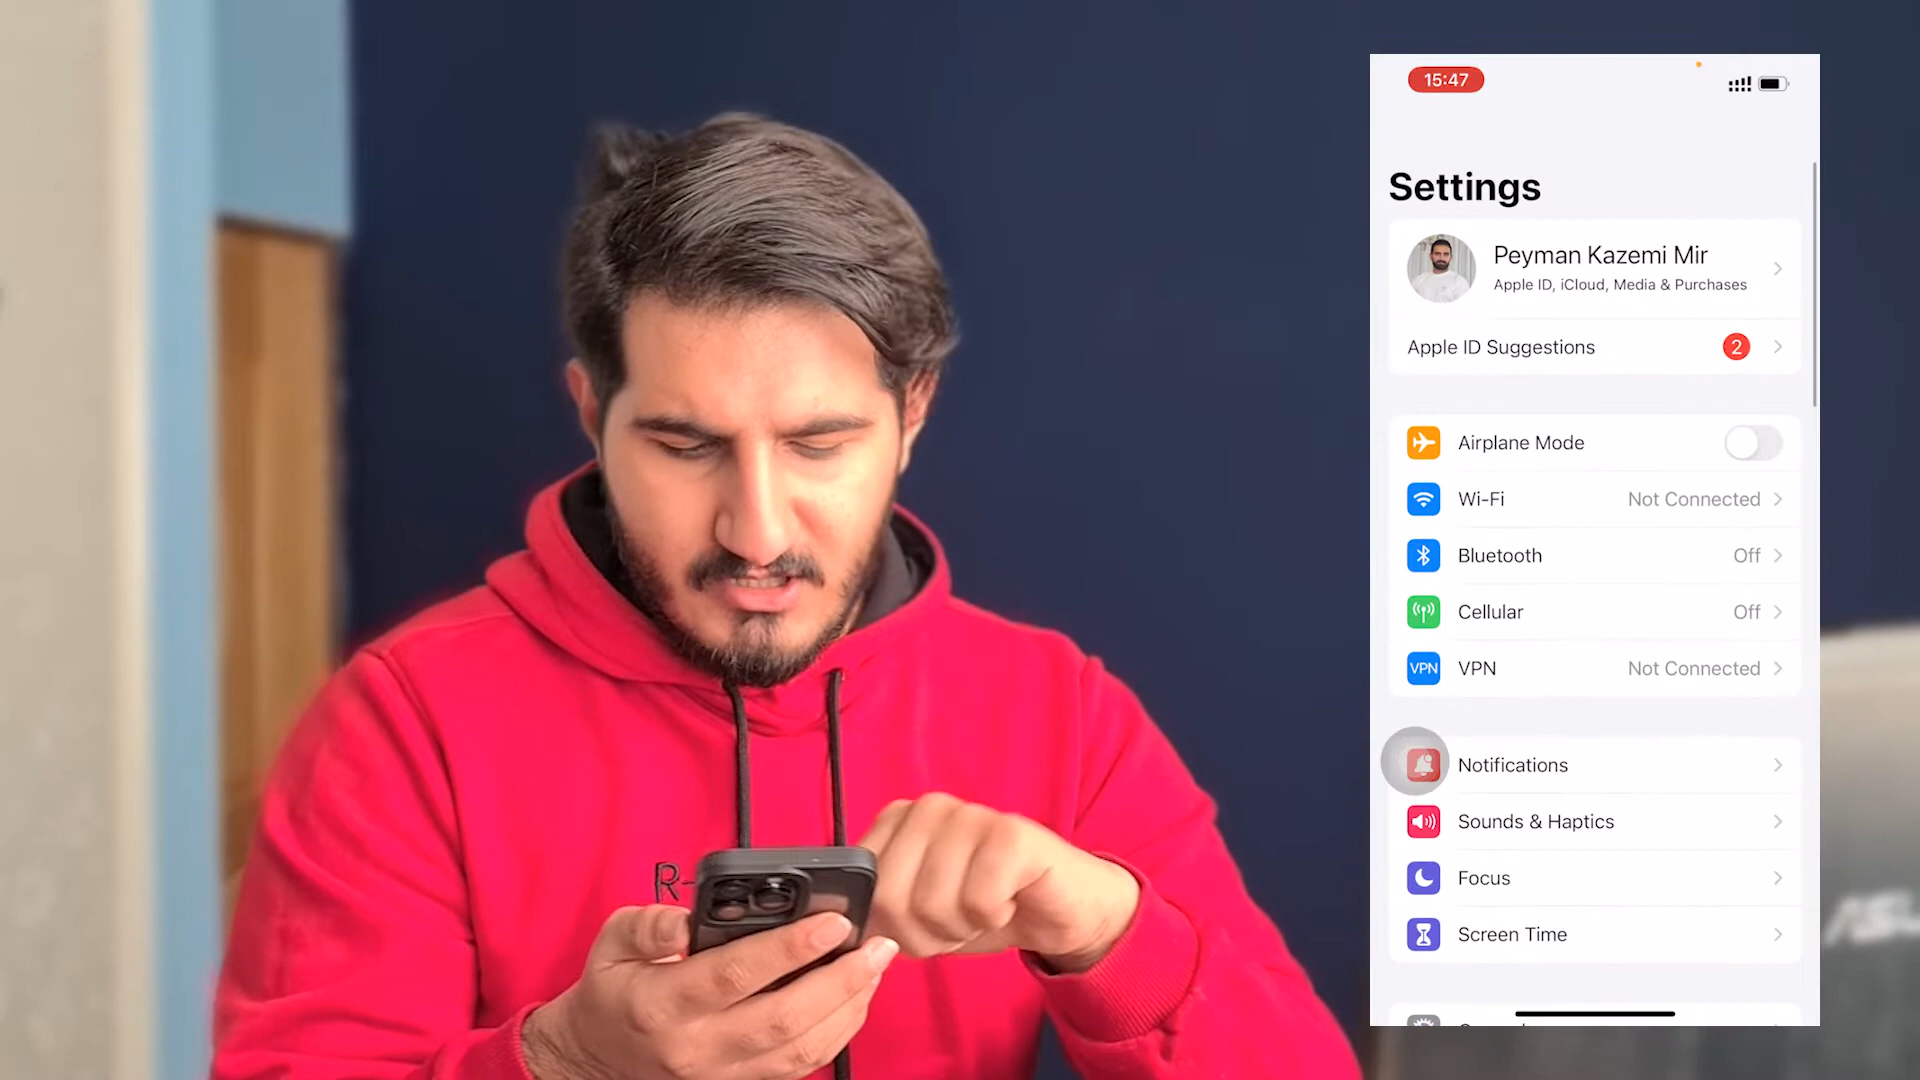 15:47
Settings
Peyman Kazemi Mir
Apple ID, iCloud, Media & Purchases
Apple ID Suggestions 2
Airplane Mode
Wi-Fi Not Connected
Bluetooth Off
Cellular Off
VPN VPN Not Connected
Notifications
Sounds & Haptics
Focus
Screen Time
R-